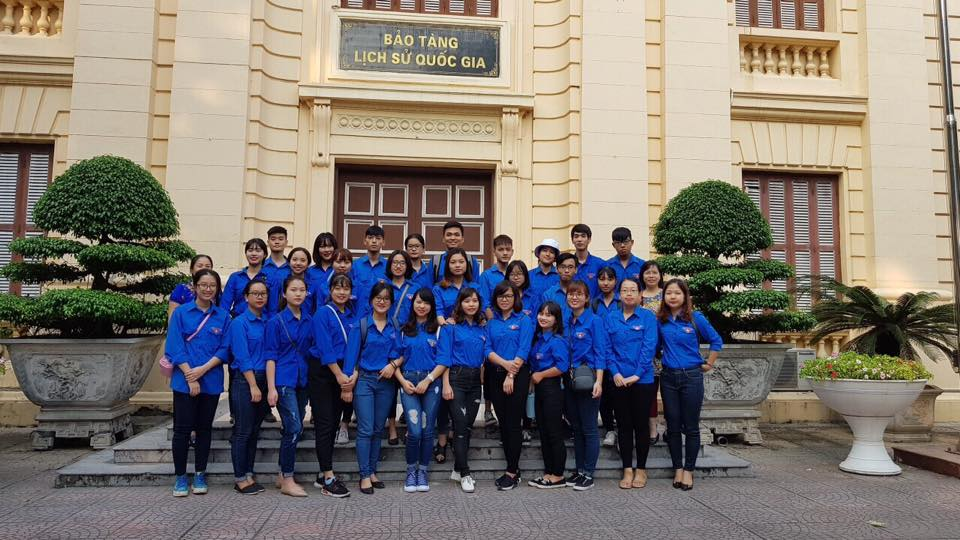 BẢO TÀNG
LỊCH SỬ QUỐC GIA